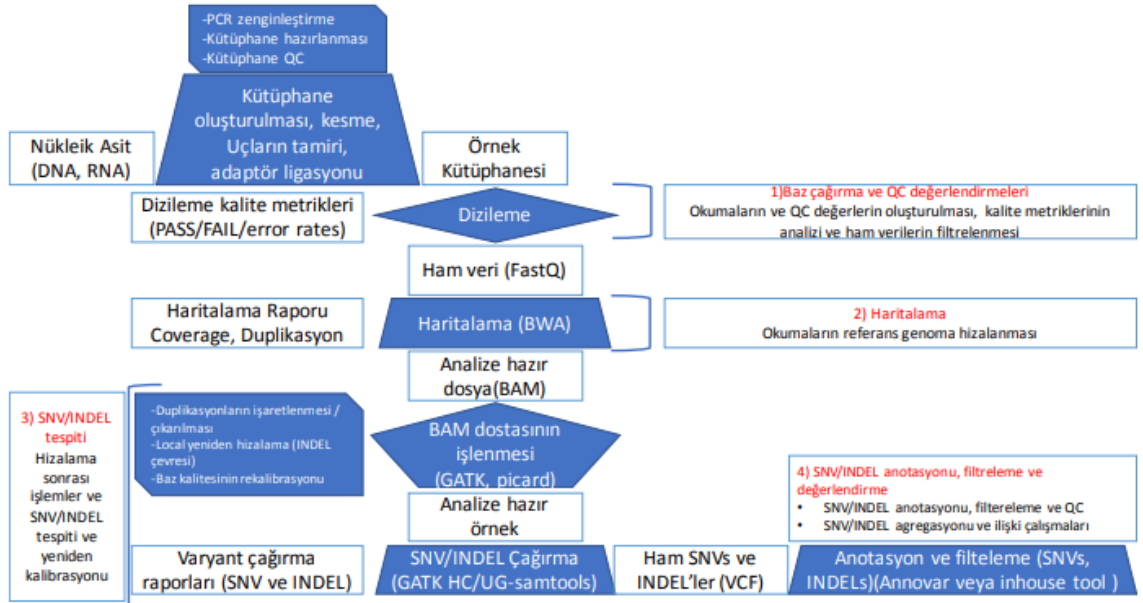 -PCR zenginleştirme
-Kütüphane hazırlanması
-Kütüphane QC
Kütüphane
oluşturulması, kesme,
Uçların tamiri,
adaptör ligasyonu
Nükleik Asit
(DNA, RNA)
Örnek
Kütüphanesi
Dizileme kalite metrikleri
(PASS/FAIL/error rates)
Dizileme
1)Baz çağırma ve QC değerlendirmeleri
Okumaların ve QC değerlerin oluşturulması, kalite metriklerinin
analizi ve ham verilerin filtrelenmesi
Ham veri (FastQ)
Haritalama Raporu
Coverage, Duplikasyon
Haritalama (BWA)
2) Haritalama
Okumaların referans genoma hizalanması
Analize hazır
dosya(BAM)
3) SNV/INDEL
tespiti
Hizalama
sonrası
işlemler ve
SNV/INDEL
tespiti ve
yeniden
kalibrasyonu
-Duplikasyonların işaretlenmesi /
çıkarılması
-Local yeniden hizalama (INDEL
çevresi)
-Baz kalitesinin rekalibrasyonu
BAM dostasının
işlenmesi
(GATK, picard)
Analize hazır
örnek
4) SNV/INDEL anotasyonu, filtreleme ve
değerlendirme
• SNV/INDEL anotasyonu, filtereleme ve QC
• SNV/INDEL agregasyonu ve ilişki çalışmaları
Varyant çağırma
raporları (SNV ve INDEL)
SNV/INDEL Çağırma
(GATK HC/UG-samtools)
Ham SNVs ve
INDEL'ler (VCF)
Anotasyon ve filteleme (SNVs,
INDELs)(Annovar veya inhouse tool )